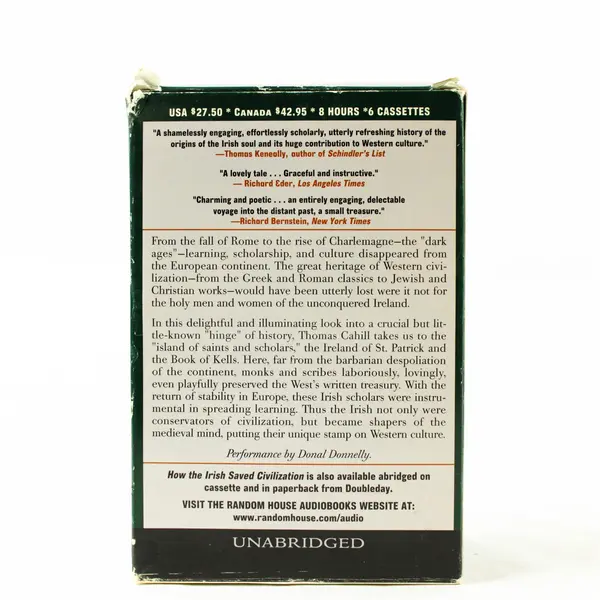 USA $27.50 * CANADA $42.95 * 8 HOURS *6 CASSETTES
"A shamelessly engaging, effortlessly scholarly, utterly refreshing history of the
origins of the Irish soul and its huge contribution to Western culture."
—Thomas Keneolly, author of Schindler's List
"A lovely tale . . . Graceful and instructive."
— Richard Eder, Los Angeles Times
"Charming and poetic . . . an entirely engaging, delectable
voyage into the distant past, a small treasure."
—Richard Bernstein, New York Times
From the fall of Rome to the rise of Charlemagne—the "dark
ages"—learning, scholarship, and culture disappeared from
the European continent. The great heritage of Western civi-
lization—from the Greek and Roman classics to Jewish and
Christian works—would have been utterly lost were it not for
the holy men and women of the unconquered Ireland.
In this delightful and illuminating look into a crucial but lit-
tle-known "hinge" of history, Thomas Cahill takes us to the
"island of saints and scholars," the Ireland of St. Patrick and
the Book of Kells. Here, far from the barbarian despoliation
of the continent, monks and scribes laboriously, lovingly,
even playfully preserved the West's written treasury. With the
return of stability in Europe, these Irish scholars were instru-
mental in spreading learning. Thus the Irish not only were
conservators of civilization, but became shapers of the
medieval mind, putting their unique stamp on Western culture.
Performance by Donal Donnelly.
How the Irish Saved Civilization is also available abridged on
cassette and in paperback from Doubleday.
VISIT THE RANDOM HOUSE AUDIOBOOKS WEBSITE AT:
www.randomhouse.com/audio
UNABRIDGED